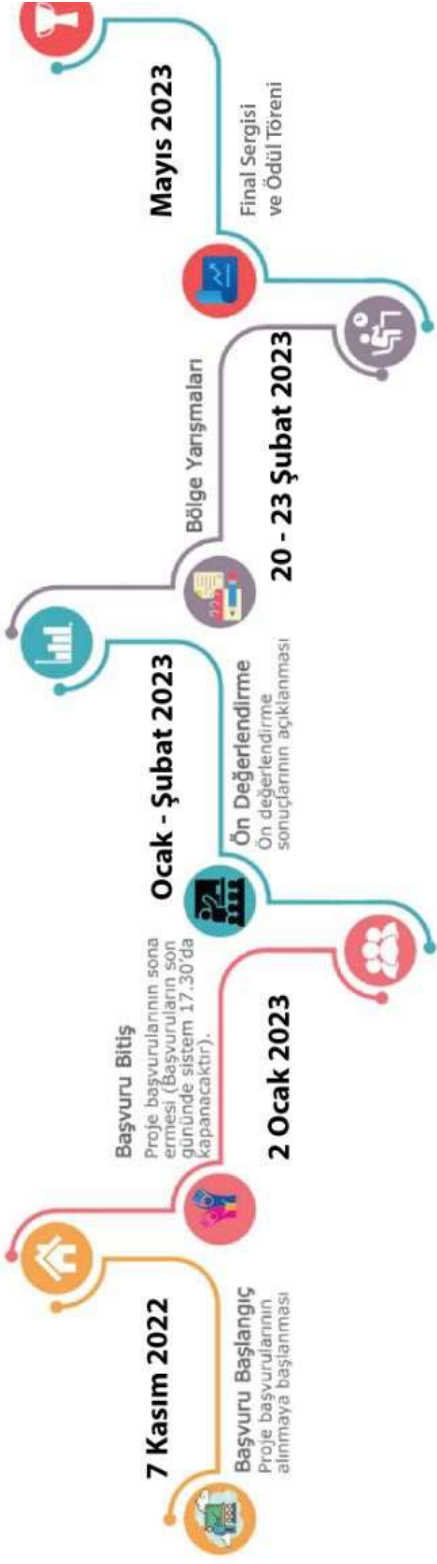 7 Kasım 2022
Başvuru Başlangıç
Proje başvurularının
alınmaya başlanması
Başvuru Bitiş
Proje başvurularının sona
ermesi (Başvuruların son
gününde sistem 17.30'da
kapanacaktır).
2 Ocak 2023
Ocak - Şubat 2023
Ön Değerlendirme
Ön değerlendirme
sonuçlarının açıklanması
Bölge Yarışmaları
20 - 23 Şubat 2023
Mayıs 2023
Final Sergisi
ve Ödül Töreni